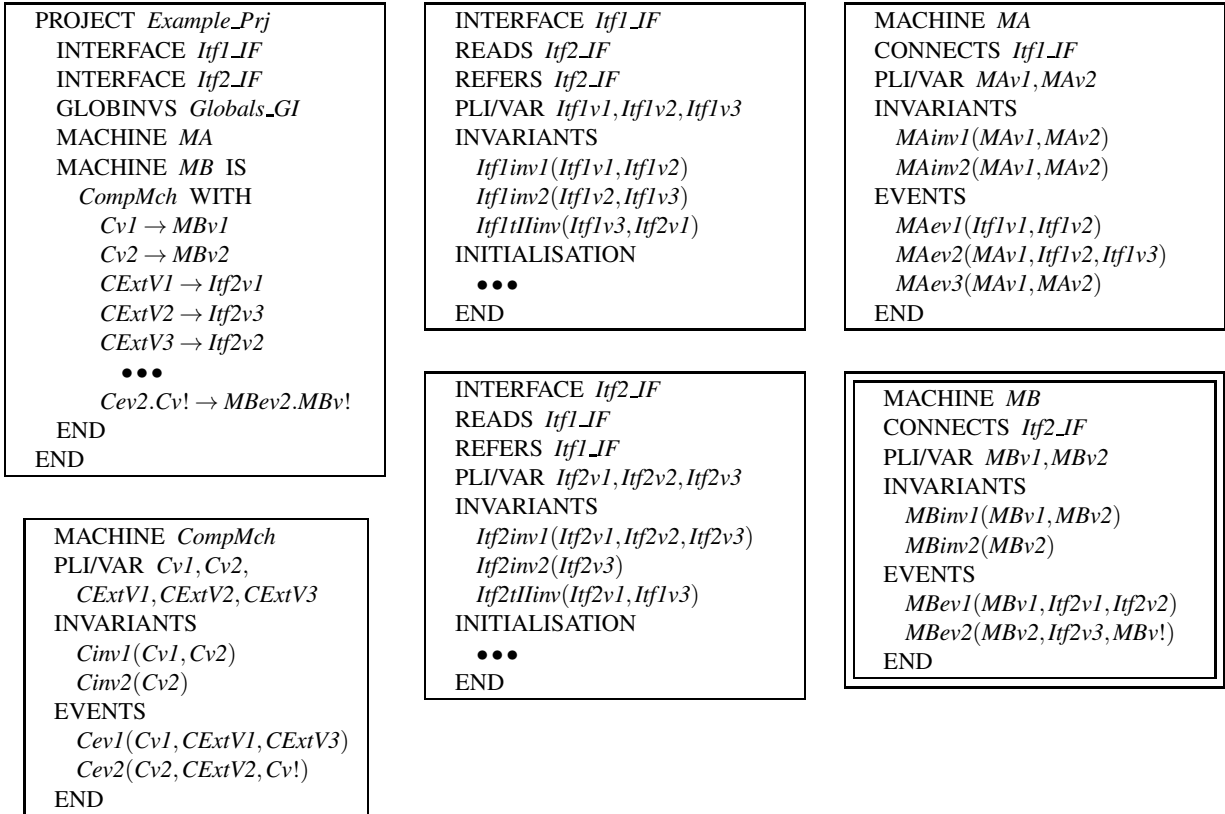 PROJECT Example_Prj
INTERFACE Itf1_IF
INTERFACE Itf2_IF
GLOBINVS Globals_GI
MACHINE MA
MACHINE MB IS
CompMch WITH
Cv1 → MBv1
Cv2 → MBv2
CExtV1 → Itf2v1
CExtV2 → Itf2v3
CExtV3 → Itf2v2
•••
Cev2.Cv! → MBev2.MBv!
END
END
MACHINE CompMch
PLI/VAR Cv1,Cv2,
CExtV1,CExtV2,CExtV3
INVARIANTS
Cinv1(Cv1,Cv2)
Cinv2(Cv2)
EVENTS
Cev1(Cv1,CExtV1,CExtV3)
Cev2(Cv2,CExtV2,Cv!)
END
INTERFACE Itf1_IF
READS Itf2_IF
REFERS Itf2_IF
PLI/VAR Itf1v1,Itf1v2,Itf1v3
INVARIANTS
Itf1inv1(Itf1v1,Itf1v2)
Itf1inv2(Itf1v2,Itf1v3)
Itf1tIIinv(Itf1v3,Itf2v1)
INITIALISATION
•••
END
INTERFACE Itf2_IF
READS Itf1_IF
REFERS Itf1_IF
PLI/VAR Itf2v1,Itf2v2,Itf2v3
INVARIANTS
Itf2inv1(Itf2v1,Itf2v2,Itf2v3)
Itf2inv2(Itf2v3)
Itf2tIIinv(Itf2v1,Itf1v3)
INITIALISATION
•••
END
MACHINE MA
CONNECTS Itf1_IF
PLI/VAR MAv1,MAv2
INVARIANTS
MAinv1(MAv1,MAv2)
MAinv2(MAv1,MAv2)
EVENTS
MAev1(Itf1v1,Itf1v2)
MAev2(MAv1,Itf1v2,Itf1v3)
MAev3(MAv1,MAv2)
END
MACHINE MB
CONNECTS Itf2_IF
PLI/VAR MBv1,MBv2
INVARIANTS
MBinv1(MBv1,MBv2)
MBinv2(MBv2)
EVENTS
MBev1(MBv1,Itf2v1,Itf2v2)
MBev2(MBv2,Itf2v3,MBv!)
END